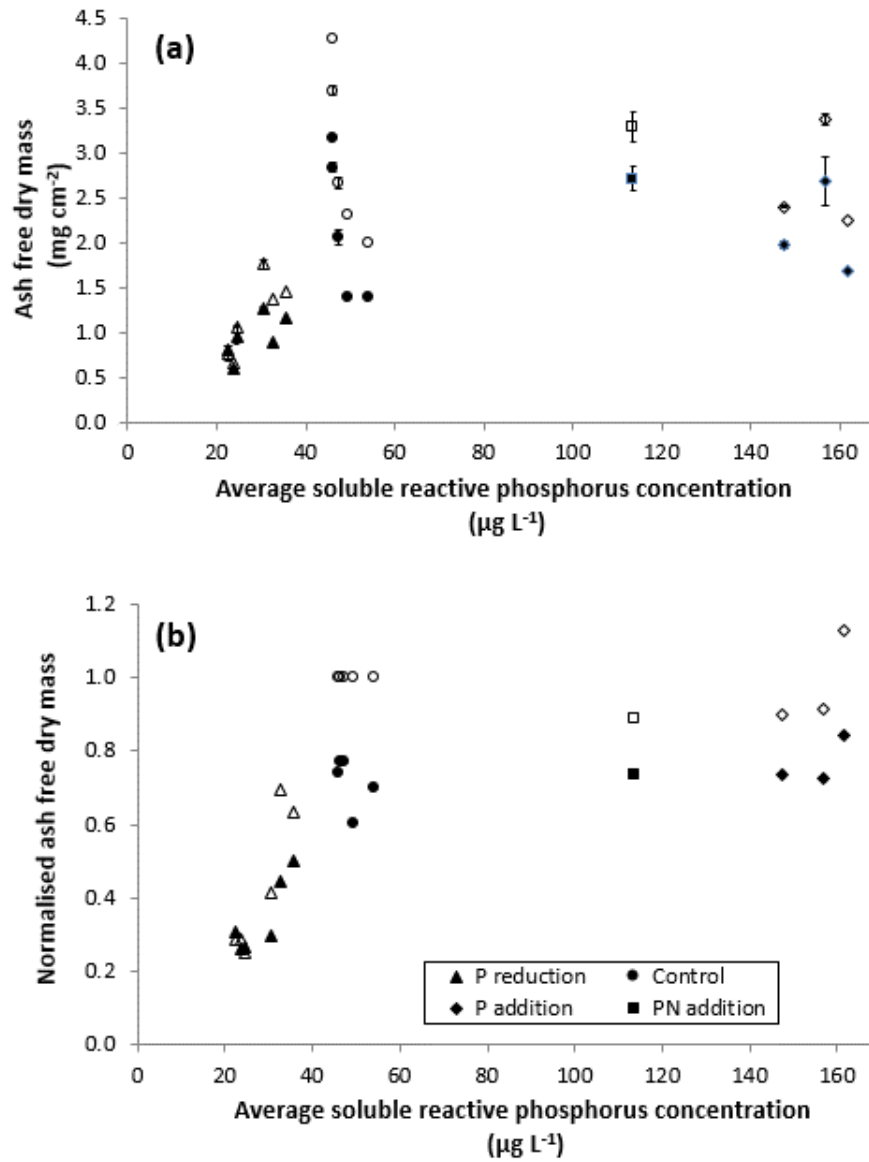 (a)
Ash free dry mass
(mg cm⁻²)
4.5
4.0
3.5
3.0
2.5
2.0
1.5
1.0
0.5
0.0
0 20 40 60 80 100 120 140 160
Average soluble reactive phosphorus concentration
(µg L⁻¹)
(b)
Normalised ash free dry mass
1.2
1.0
0.8
0.6
0.4
0.2
0.0
▲ P reduction ● Control
◆ P addition ■ PN addition
0 20 40 60 80 100 120 140 160
Average soluble reactive phosphorus concentration
(µg L⁻¹)